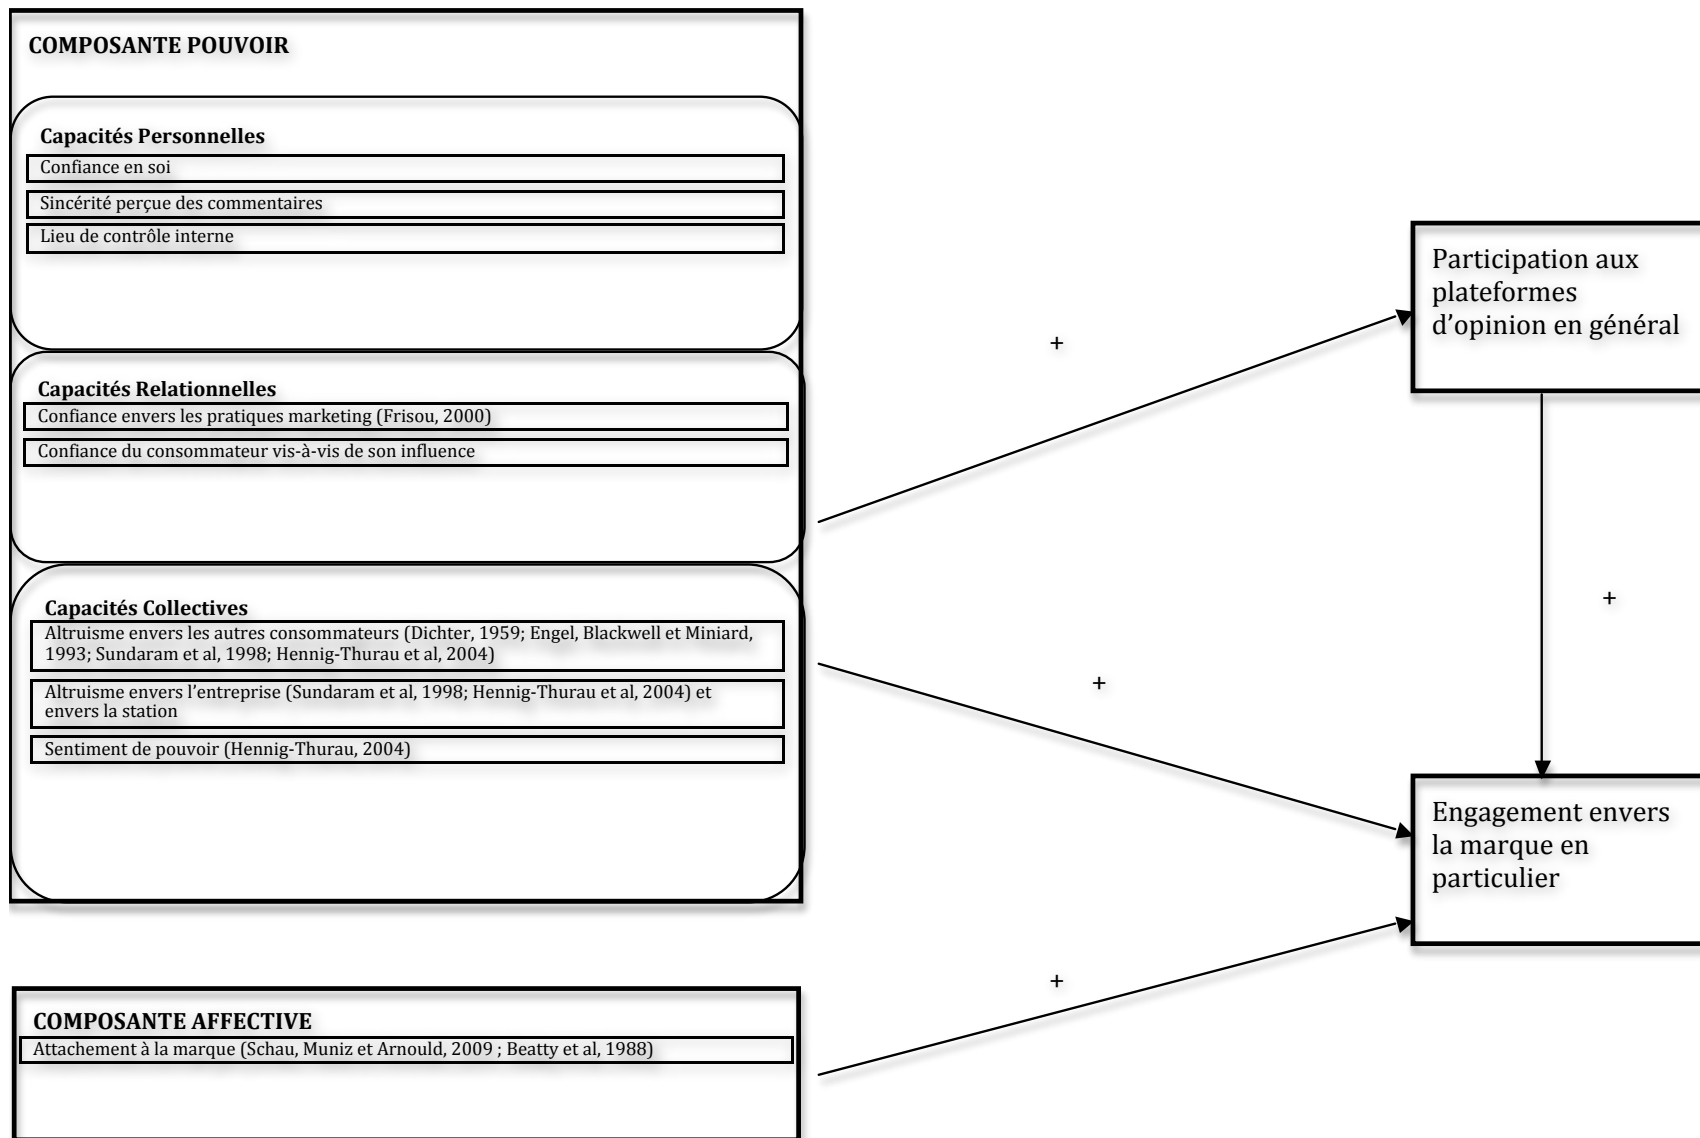 COMPOSANTE POUVOIR
Capacités Personnelles
Confiance en soi
Sincérité perçue des commentaires
Lieu de contrôle interne
Capacités Relationnelles
Confiance envers les pratiques marketing (Frisou, 2000)
Confiance du consommateur vis-à-vis de son influence
Capacités Collectives
Altruisme envers les autres consommateurs (Dichter, 1959; Engel, Blackwell et Miniard,
1993; Sundaram et al, 1998; Hennig-Thurau et al, 2004)
Altruisme envers l’entreprise (Sundaram et al, 1998; Hennig-Thurau et al, 2004) et
envers la station
Sentiment de pouvoir (Hennig-Thurau, 2004)
COMPOSANTE AFFECTIVE
Attachement à la marque (Schau, Muniz et Arnould, 2009 ; Beatty et al, 1988)
+
+
+
Participation aux
plateformes
d’opinion en général
+
Engagement envers
la marque en
particulier